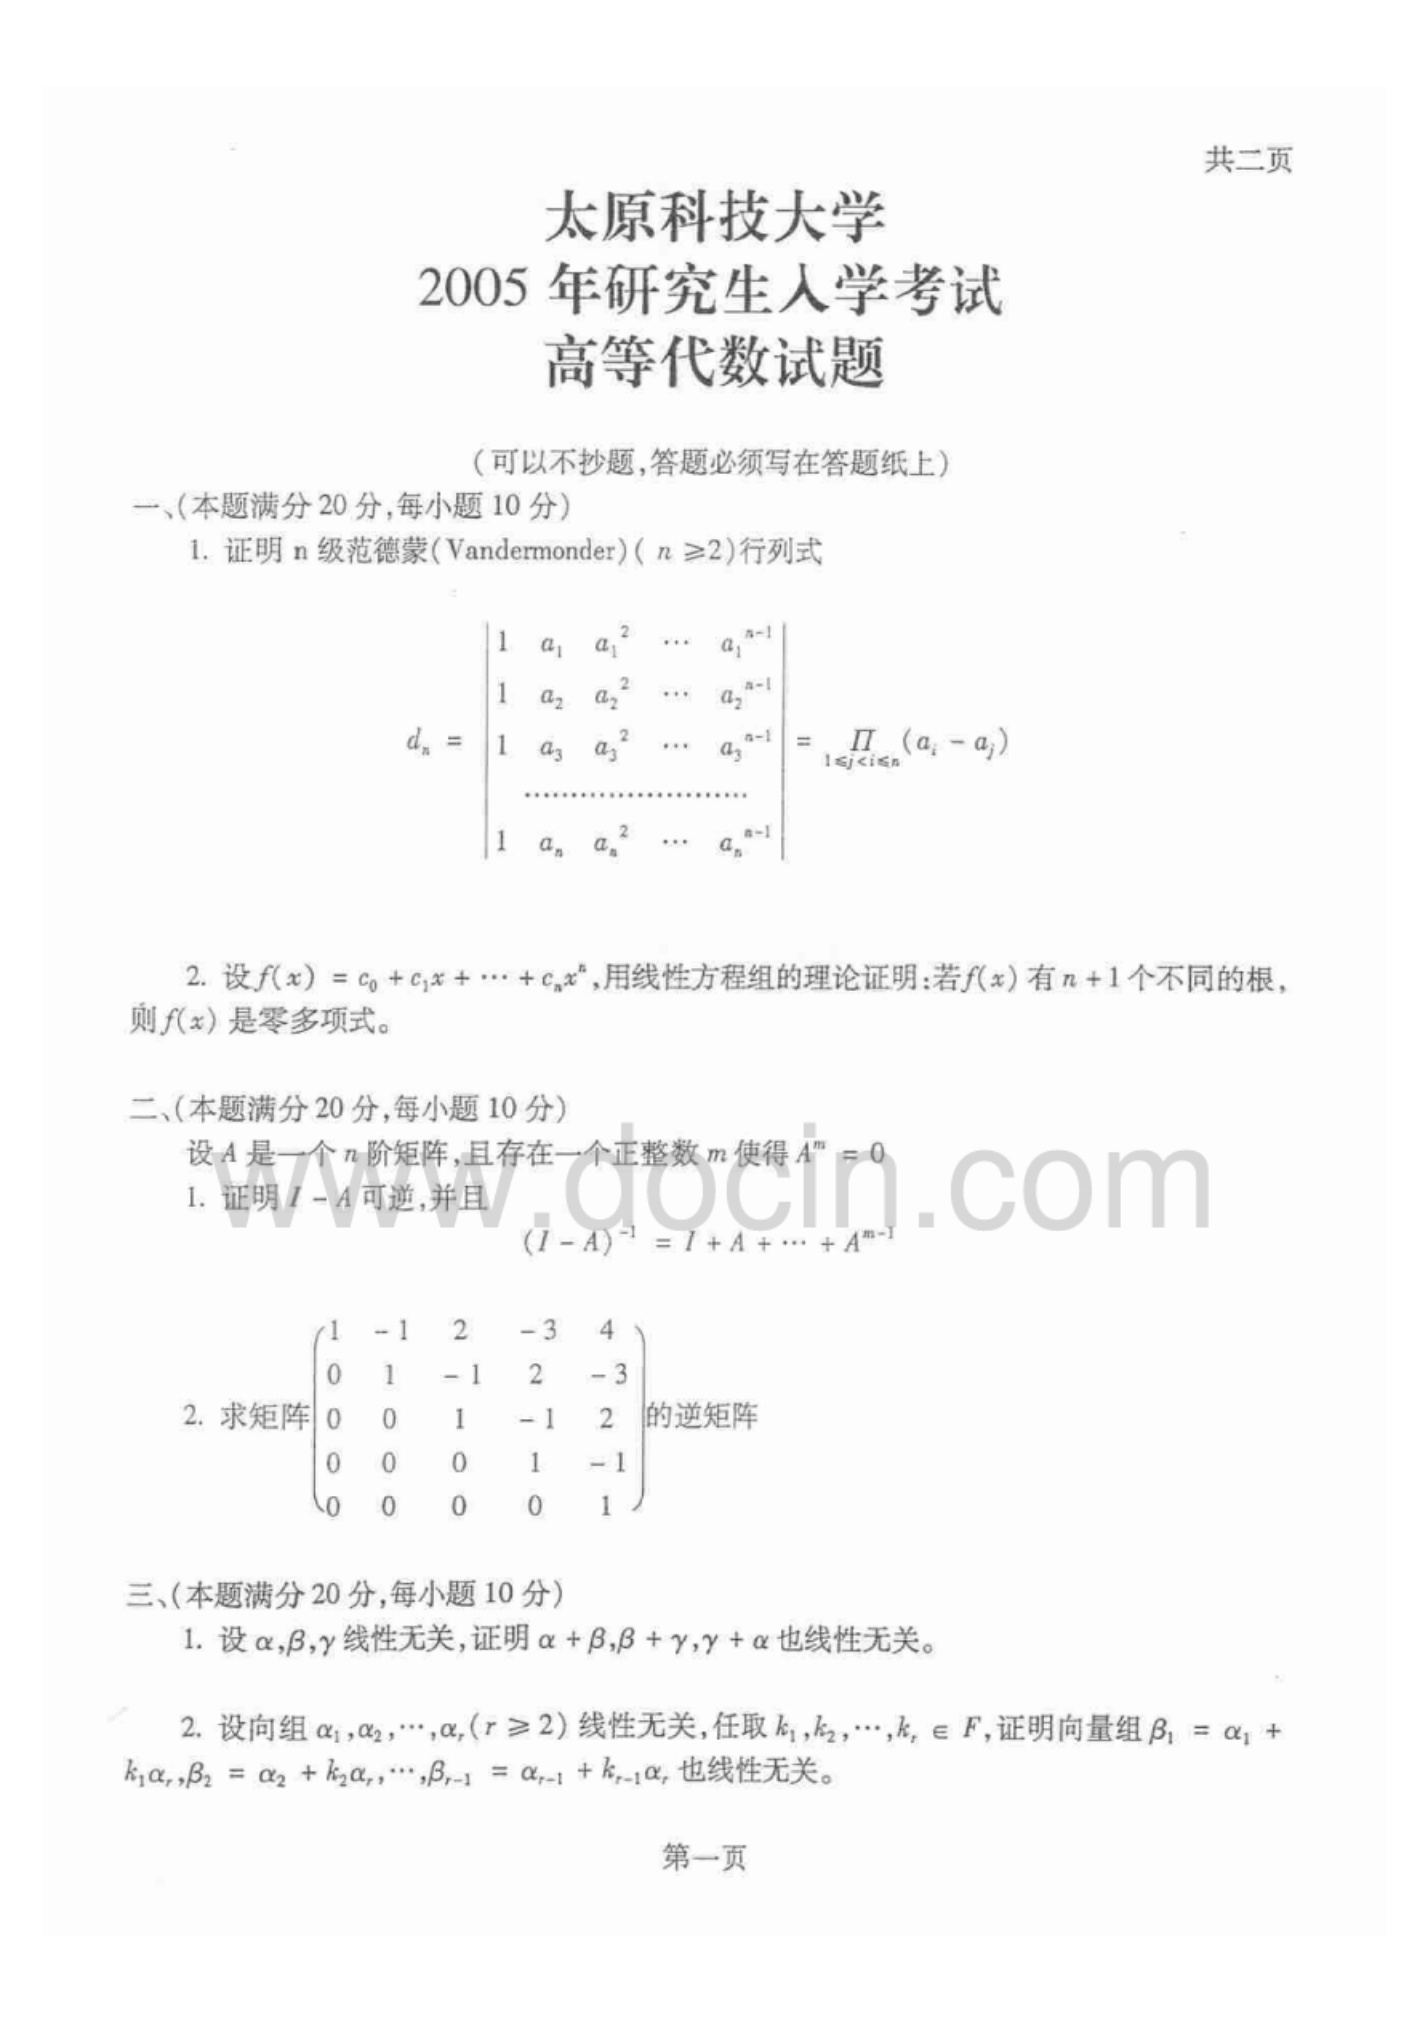 共二页
太原科技大学
2005 年研究生入学考试
高等代数试题
(可以不抄题,答题必须写在答题纸上)
一、(本题满分 20 分,每小题 10 分)
1. 证明 n 级范德蒙(Vandermonder)( n ⩾2)行列式
1 a₁ a₁² ⋯ a₁ⁿ⁻¹
1 a₂ a₂² ⋯ a₂ⁿ⁻¹
dₙ = 1 a₃ a₃² ⋯ a₃ⁿ⁻¹ = Π (aᵢ - aⱼ)
1⩽j<i⩽n
........................
1 aₙ aₙ² ⋯ aₙⁿ⁻¹
2. 设 f(x) = c₀ + c₁x + ⋯ + cₙxⁿ,用线性方程组的理论证明:若 f(x) 有 n + 1 个不同的根,
则 f(x) 是零多项式。
二、(本题满分 20 分,每小题 10 分)
设 A 是一个 n 阶矩阵,且存在一个正整数 m 使得 Aᵐ = 0
www.docin.com
1. 证明 I - A 可逆,并且
(I - A)⁻¹ = I + A + ⋯ + Aᵐ⁻¹
1 - 1 2 - 3 4
0 1 - 1 2 - 3
2. 求矩阵 0 0 1 - 1 2 的逆矩阵
0 0 0 1 - 1
0 0 0 0 1
三、(本题满分 20 分,每小题 10 分)
1. 设 α,β,γ 线性无关,证明 α + β,β + γ,γ + α 也线性无关。
2. 设向组 α₁,α₂,⋯,αᵣ(r ⩾ 2) 线性无关,任取 k₁,k₂,⋯,kᵣ ∈ F,证明向量组 β₁ = α₁ +
k₁αᵣ,β₂ = α₂ + k₂αᵣ,⋯,βᵣ₋₁ = αᵣ₋₁ + kᵣ₋₁αᵣ 也线性无关。
第一页